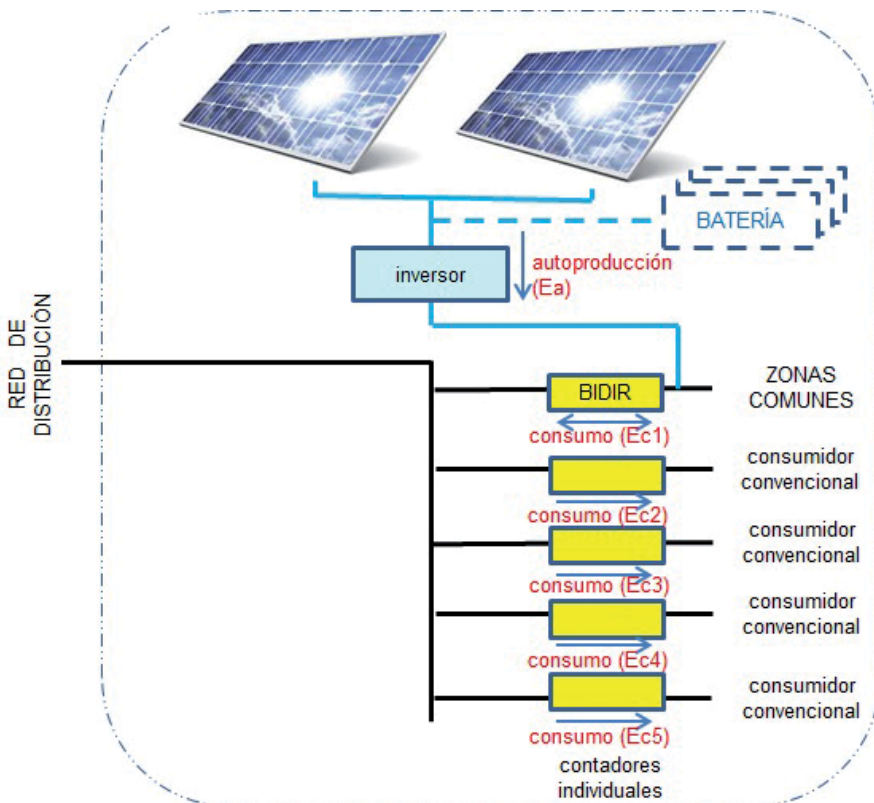 BATERÍA
autoproducción
(Ea)
inversor
RED DE
DISTRIBUCIÓN
BIDIR
ZONAS
COMUNES
consumo (Ec1)
consumidor
convencional
consumo (Ec2)
consumidor
convencional
consumo (Ec3)
consumidor
convencional
consumo (Ec4)
consumidor
convencional
consumo (Ec5)
contadores
individuales